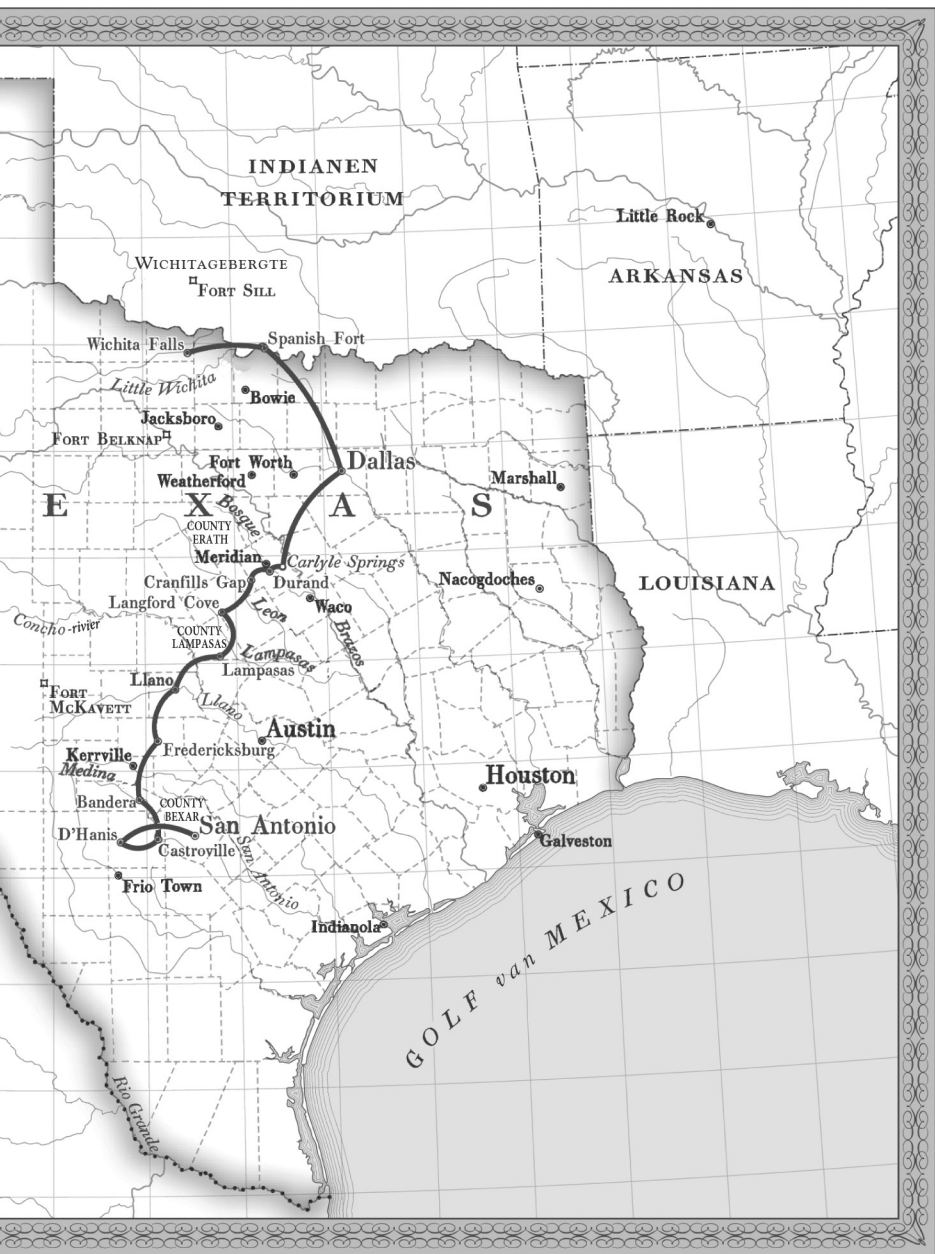 INDIANEN
TERRITORIUM
Little Rock
ARKANSAS
WICHITAGEBERGTE
FORT SILL
Wichita Falls
Spanish Fort
Little Wichita
Bowie
Jacksboro
FORT BELKNAP
Fort Worth
Weatherford
Dallas
Marshall
E X A S
Bosque
COUNTY
ERATH
Meridian
Carlyle Springs
Cranfills Gap
Durand
Nacogdoches
LOUISIANA
Langford Cove
Leon
Waco
Concho-rivier
COUNTY
LAMPASAS
Brazos
Lampasas
Lampasas
Llano
FORT
MCKAVETT
Llano
Austin
Fredericksburg
Kerrville
Medina
Houston
Bandera
COUNTY
BEXAR
San Antonio
D'Hanis
Castroville
Galveston
San Antonio
Frio Town
Indianola
GOLF van MEXICO
Rio Grande